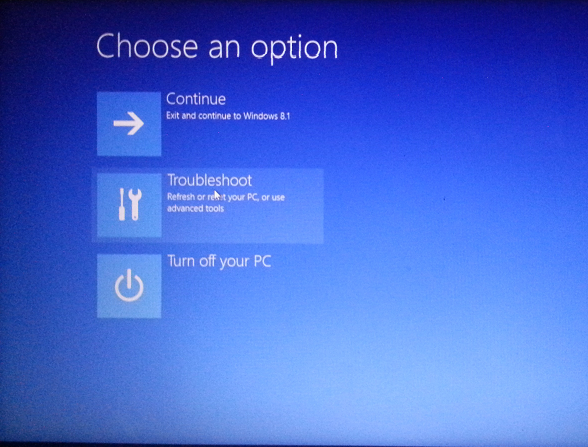 Choose an option
Continue
Exit and continue to Windows 8.1
Troubleshoot
Refresh or reset your PC, or use
advanced tools
Turn off your PC